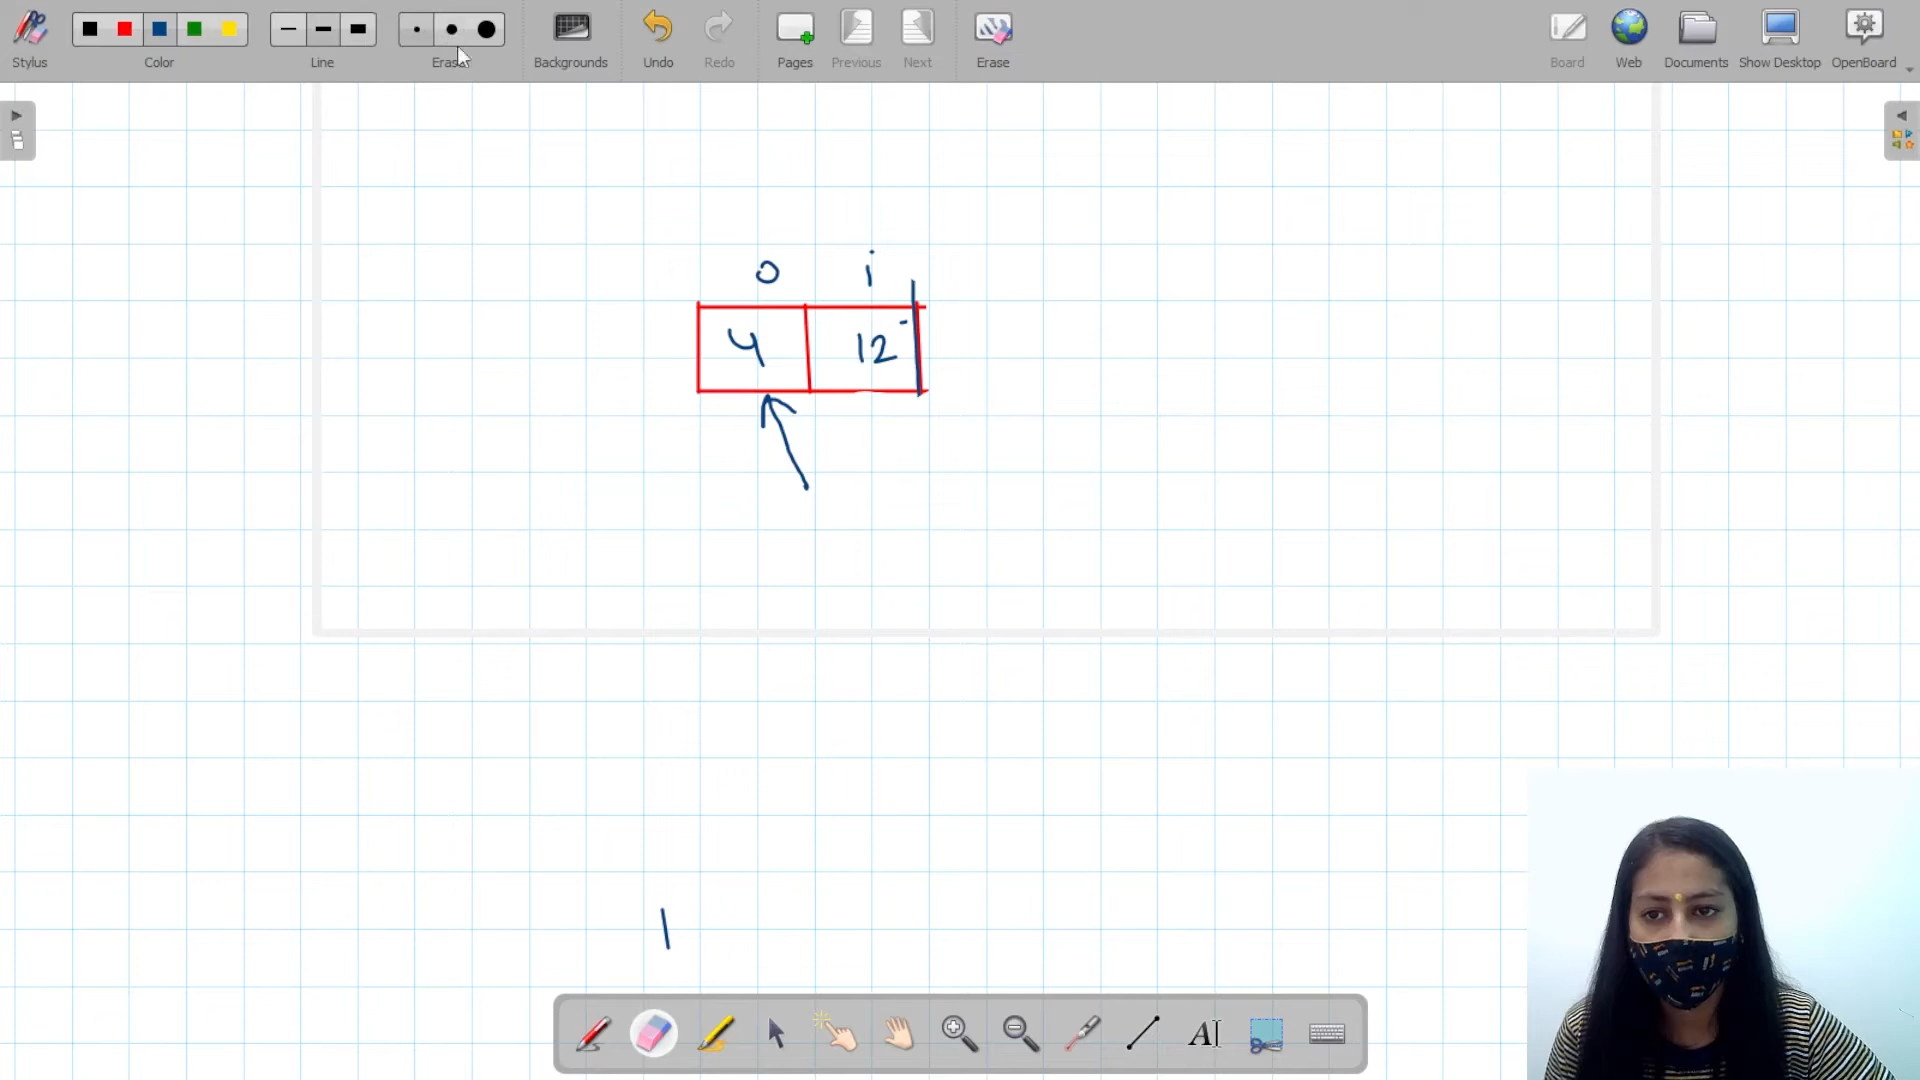 Stylus Color Line Eraser Backgrounds Undo Redo Pages Previous Next Erase Board Web Documents Show Desktop OpenBoard
0 1
4 12
1